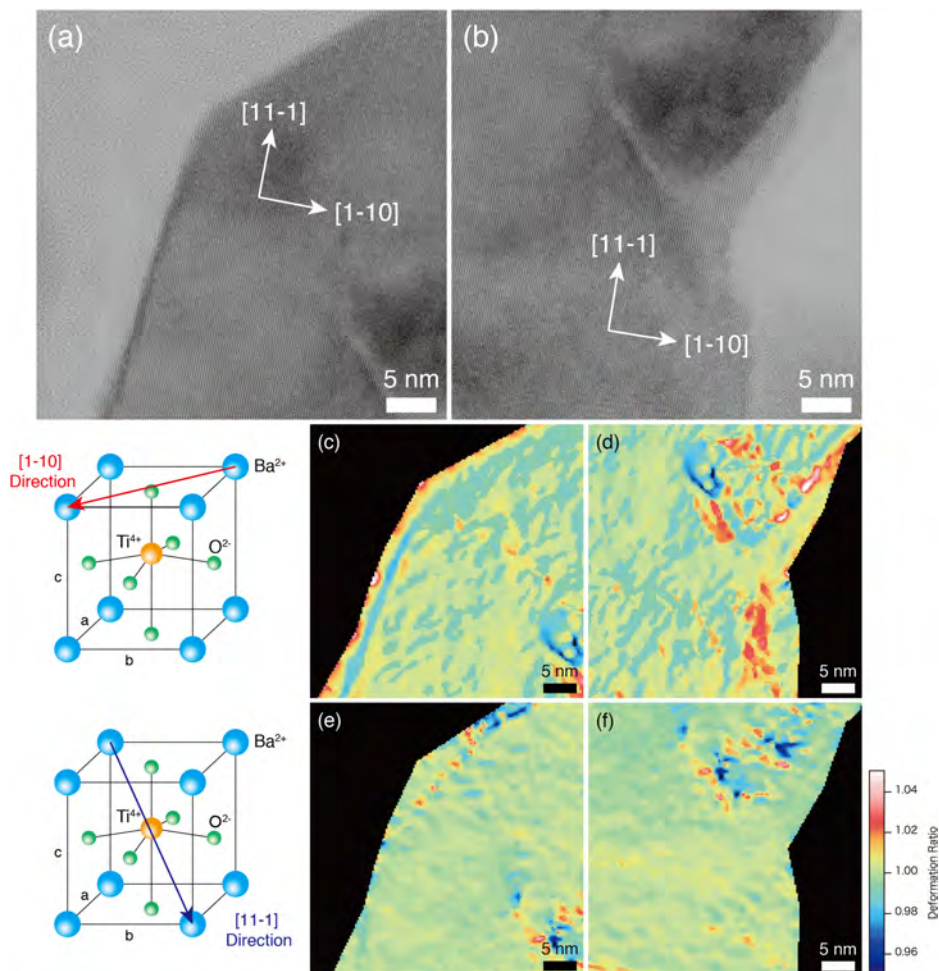 (a)
[11-1]
[1-10]
5 nm
(b)
[11-1]
[1-10]
5 nm
[1-10]
Direction
Ba²⁺
Ti⁴⁺
O²⁻
c
a
b
(c)
5 nm
(d)
5 nm
Ba²⁺
Ti⁴⁺
O²⁻
c
a
b
[11-1]
Direction
(e)
5 nm
(f)
5 nm
1.04
1.02
1.00
0.98
0.96
Deformation Ratio